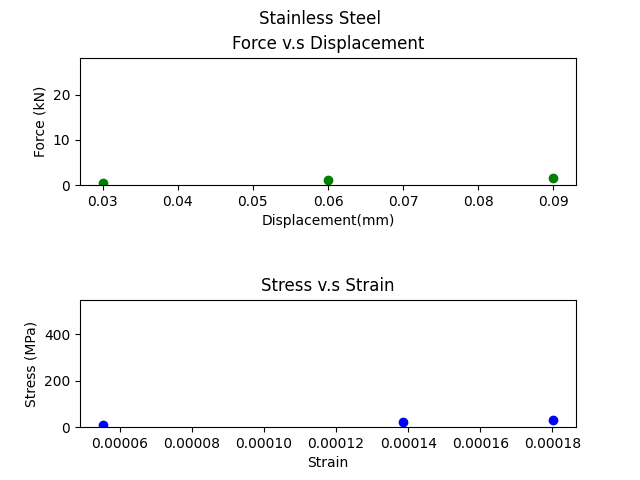 Stainless Steel
Force v.s Displacement
Force (kN)
20
10
0
0.03 0.04 0.05 0.06 0.07 0.08 0.09
Displacement(mm)
Stress v.s Strain
Stress (MPa)
400
200
0
0.00006 0.00008 0.00010 0.00012 0.00014 0.00016 0.00018
Strain